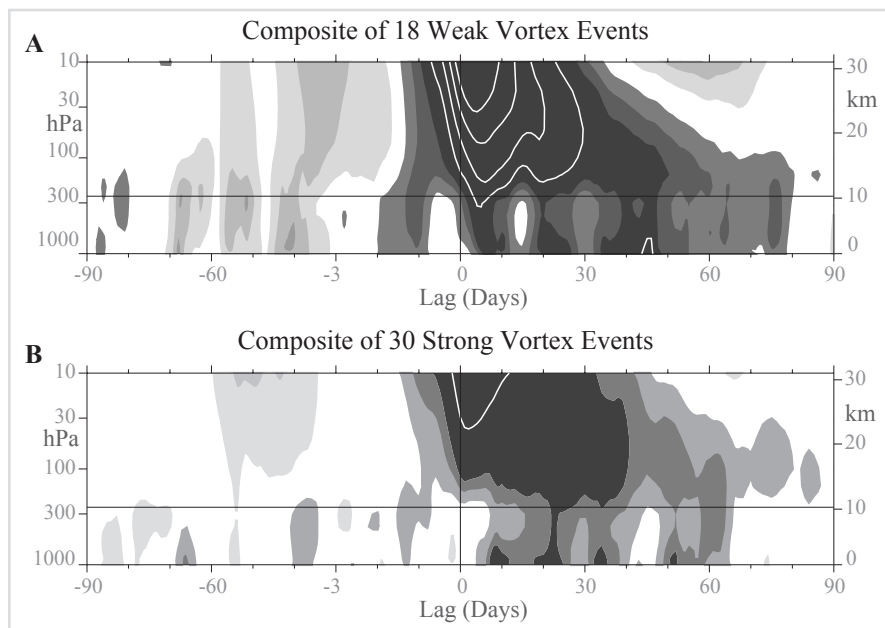 Composite of 18 Weak Vortex Events
A
10
30
hPa
100
300
1000
30
km
20
10
0
-90 -60 -3 0 30 60 90
Lag (Days)
Composite of 30 Strong Vortex Events
B
10
30
hPa
100
300
1000
30
km
20
10
0
-90 -60 -3 0 30 60 90
Lag (Days)